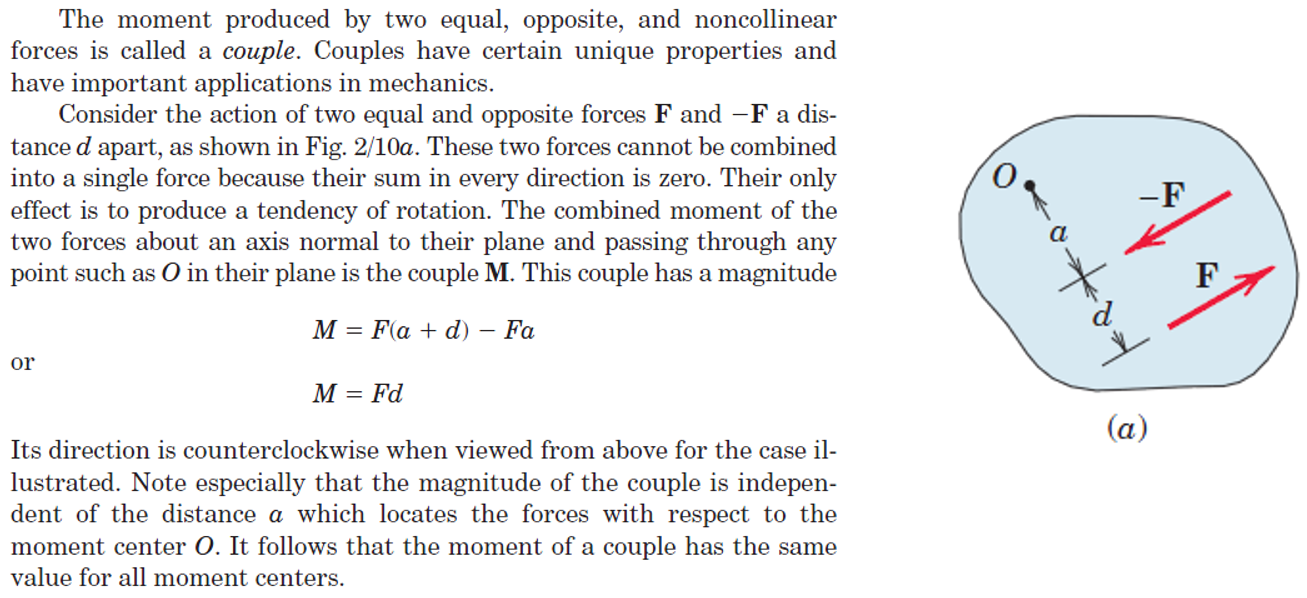 The moment produced by two equal, opposite, and noncollinear
forces is called a couple. Couples have certain unique properties and
have important applications in mechanics.
Consider the action of two equal and opposite forces F and −F a dis-
tance d apart, as shown in Fig. 2/10a. These two forces cannot be combined
into a single force because their sum in every direction is zero. Their only
effect is to produce a tendency of rotation. The combined moment of the
two forces about an axis normal to their plane and passing through any
point such as O in their plane is the couple M. This couple has a magnitude
M = F(a + d) − Fa
or
M = Fd
Its direction is counterclockwise when viewed from above for the case il-
lustrated. Note especially that the magnitude of the couple is indepen-
dent of the distance a which locates the forces with respect to the
moment center O. It follows that the moment of a couple has the same
value for all moment centers.
O
−F
a
F
d
(a)